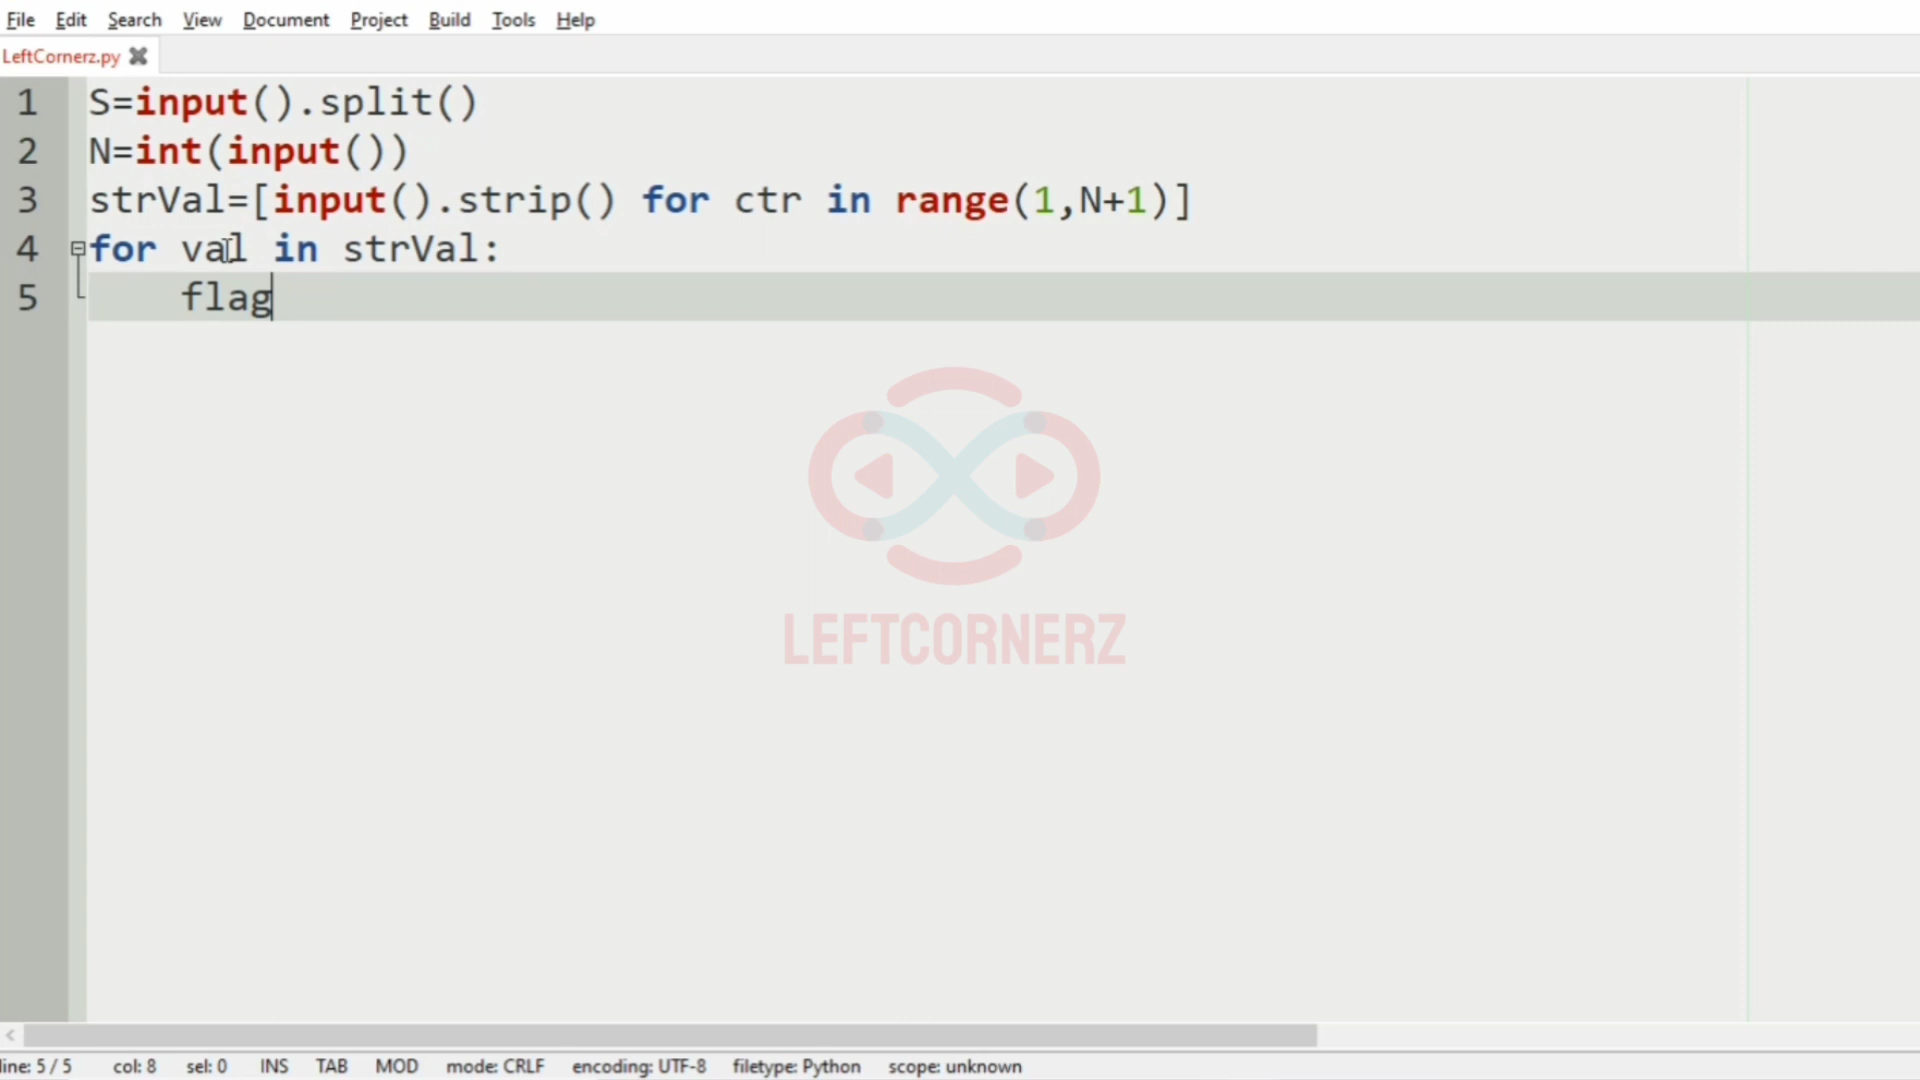 File Edit Search View Document Project Build Tools Help
LeftCornerz.py
1 S=input().split()
2 N=int(input())
3 strVal=[input().strip() for ctr in range(1,N+1)]
4 for val in strVal:
5     flag
LEFTCORNERZ
line: 5 / 5 col: 8 sel: 0 INS TAB MOD mode: CRLF encoding: UTF-8 filetype: Python scope: unknown